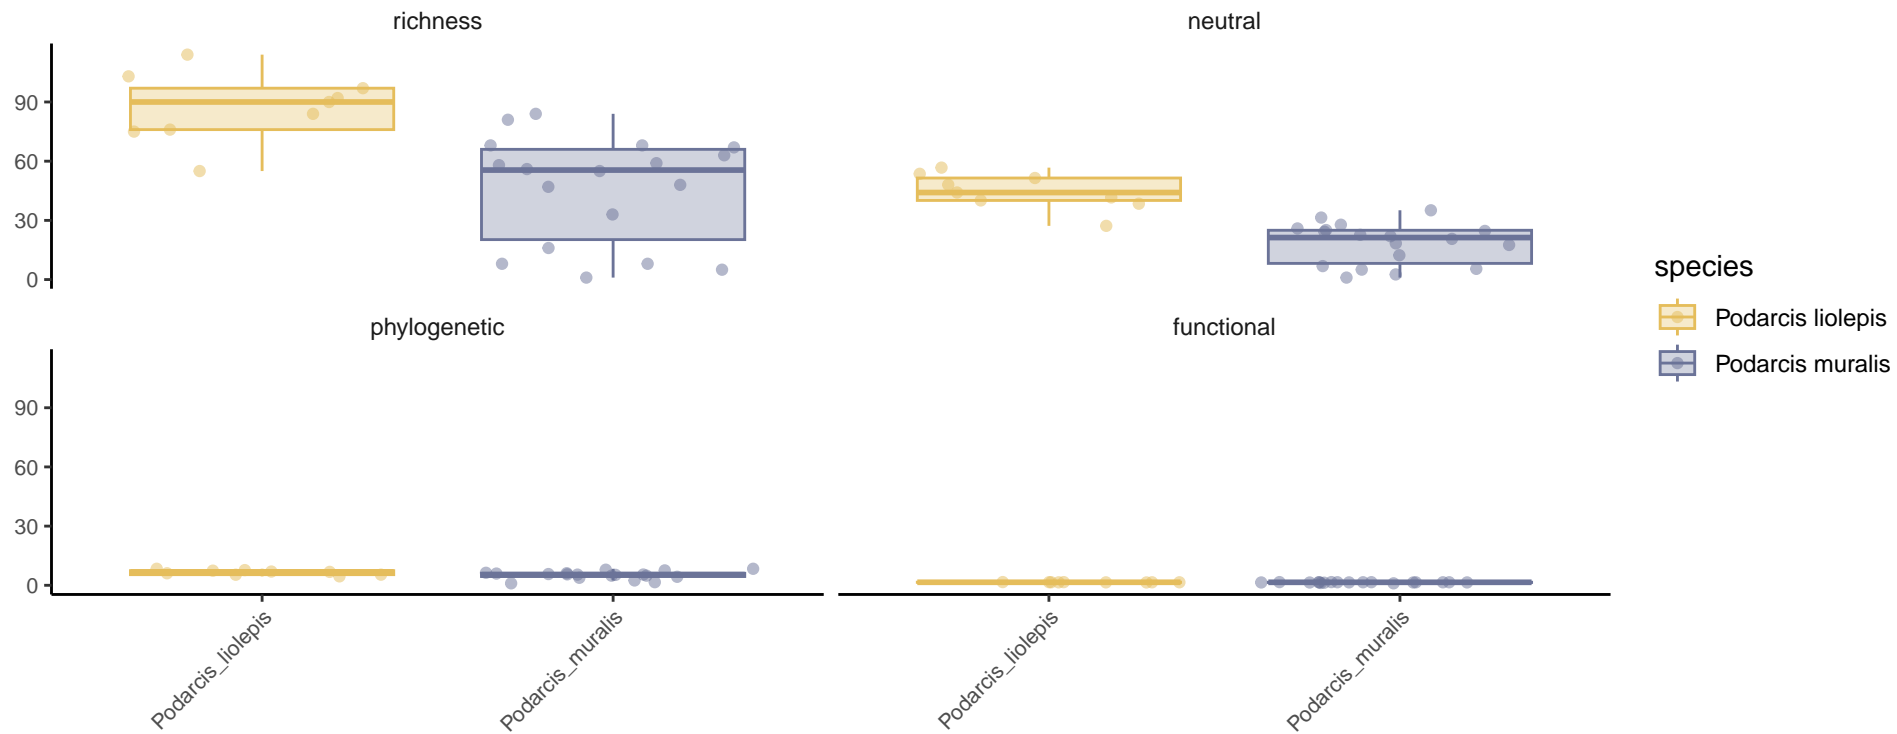 richness
neutral
90
60
30
0
phylogenetic
functional
90
60
30
0
Podarcis_liolepis
Podarcis_muralis
Podarcis_liolepis
Podarcis_muralis
species
Podarcis liolepis
Podarcis muralis